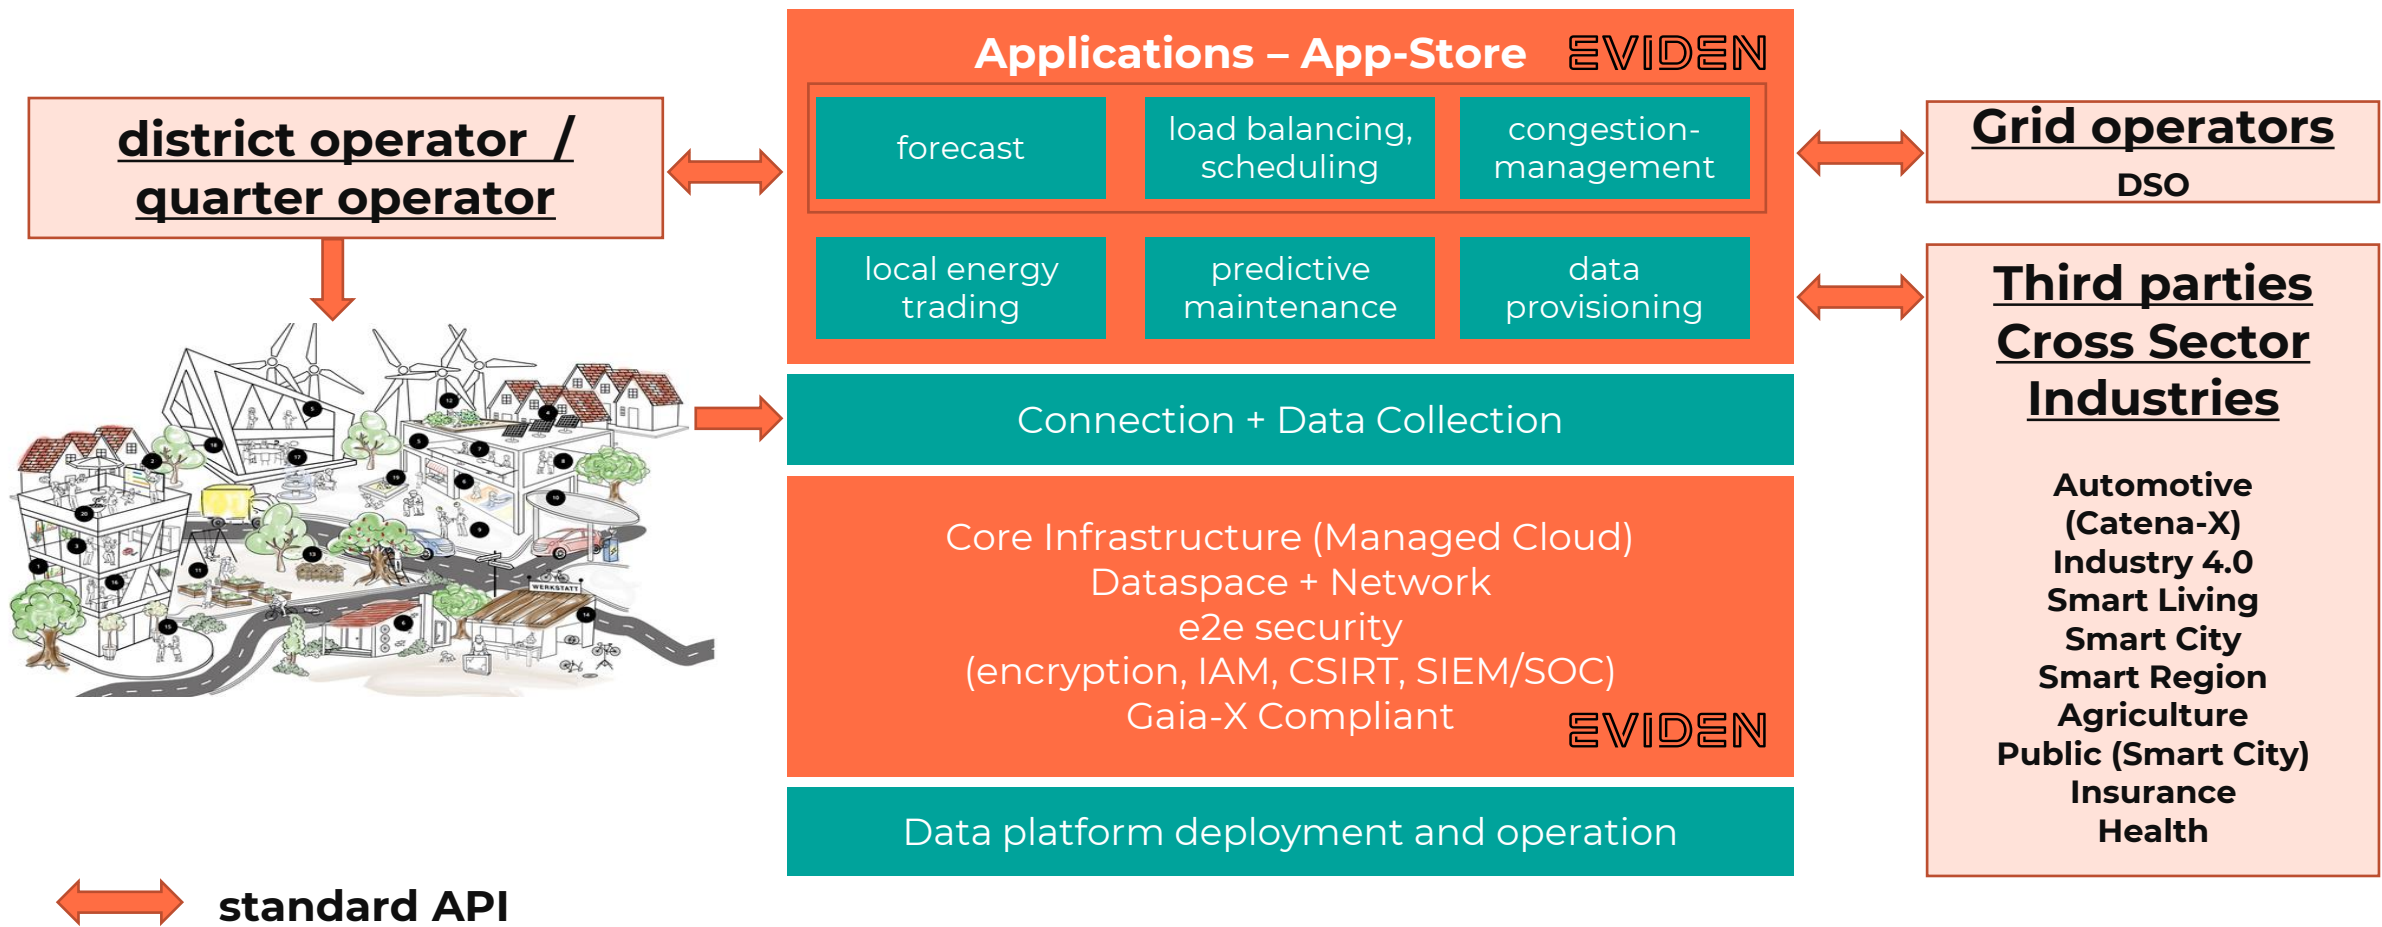 Applications – App-Store
EVIDEN
district operator /
quarter operator
forecast
load balancing,
scheduling
congestion-
management
Grid operators
DSO
local energy
trading
predictive
maintenance
data
provisioning
Third parties
Cross Sector
Industries
Automotive
(Catena-X)
Industry 4.0
Smart Living
Smart City
Smart Region
Agriculture
Public (Smart City)
Insurance
Health
Connection + Data Collection
Core Infrastructure (Managed Cloud)
Dataspace + Network
e2e security
(encryption, IAM, CSIRT, SIEM/SOC)
Gaia-X Compliant
EVIDEN
Data platform deployment and operation
WERKSTATT
standard API